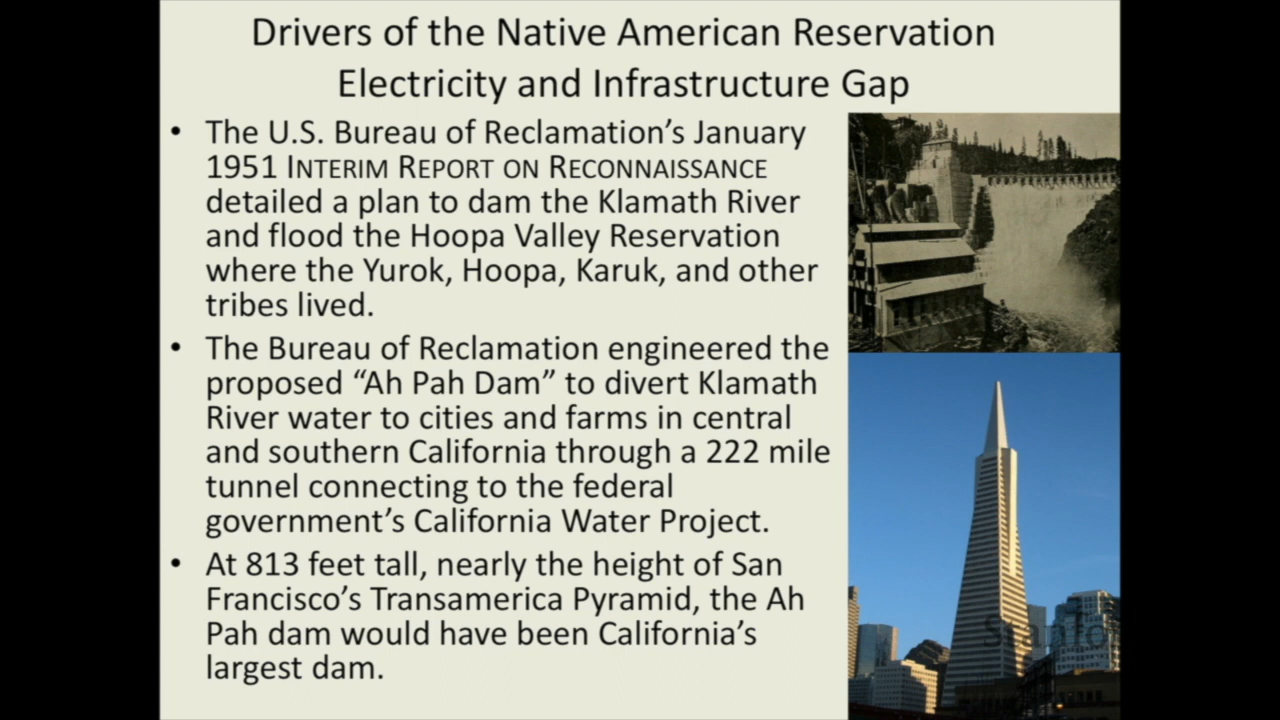 Drivers of the Native American Reservation
Electricity and Infrastructure Gap
• The U.S. Bureau of Reclamation’s January
1951 INTERIM REPORT ON RECONNAISSANCE
detailed a plan to dam the Klamath River
and flood the Hoopa Valley Reservation
where the Yurok, Hoopa, Karuk, and other
tribes lived.
• The Bureau of Reclamation engineered the
proposed “Ah Pah Dam” to divert Klamath
River water to cities and farms in central
and southern California through a 222 mile
tunnel connecting to the federal
government’s California Water Project.
• At 813 feet tall, nearly the height of San
Francisco’s Transamerica Pyramid, the Ah
Pah dam would have been California’s
largest dam.